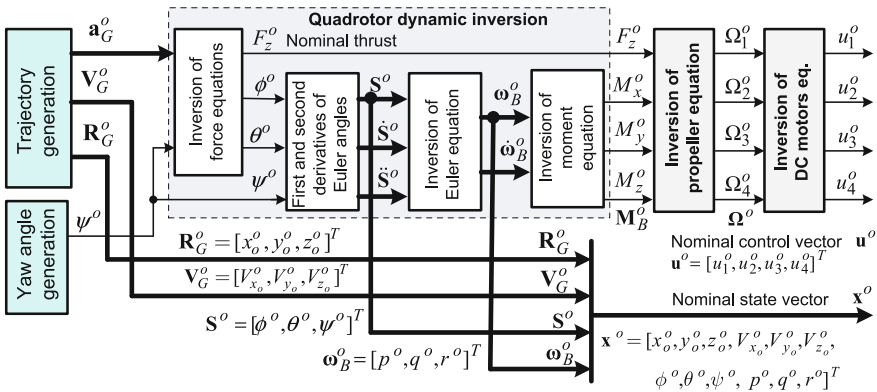 Quadrotor dynamic inversion
Trajectory generation
Yaw angle generation
a_G^o
V_G^o
R_G^o
ψ^o
Inversion of force equations
F_z^o
Nominal thrust
ϕ^o
θ^o
ψ^o
First and second derivatives of Euler angles
S^o
Ṡ^o
S̈^o
Inversion of Euler equation
ω_B^o
ω̇_B^o
Inversion of moment equation
F_z^o
M_x^o
M_y^o
M_z^o
M_B^o
Inversion of propeller equation
Ω_1^o
Ω_2^o
Ω_3^o
Ω_4^o
Ω^o
Inversion of DC motors eq.
u_1^o
u_2^o
u_3^o
u_4^o
R_G^o = [x_o^o, y_o^o, z_o^o]^T
R_G^o
V_G^o = [V_{x_o}^o, V_{y_o}^o, V_{z_o}^o]^T
V_G^o
S^o = [ϕ^o, θ^o, ψ^o]^T
S^o
ω_B^o = [p^o, q^o, r^o]^T
ω_B^o
Nominal control vector u^o
u^o = [u_1^o, u_2^o, u_3^o, u_4^o]^T
Nominal state vector x^o
x^o = [x_o^o, y_o^o, z_o^o, V_{x_o}^o, V_{y_o}^o, V_{z_o}^o,
ϕ^o, θ^o, ψ^o, p^o, q^o, r^o]^T